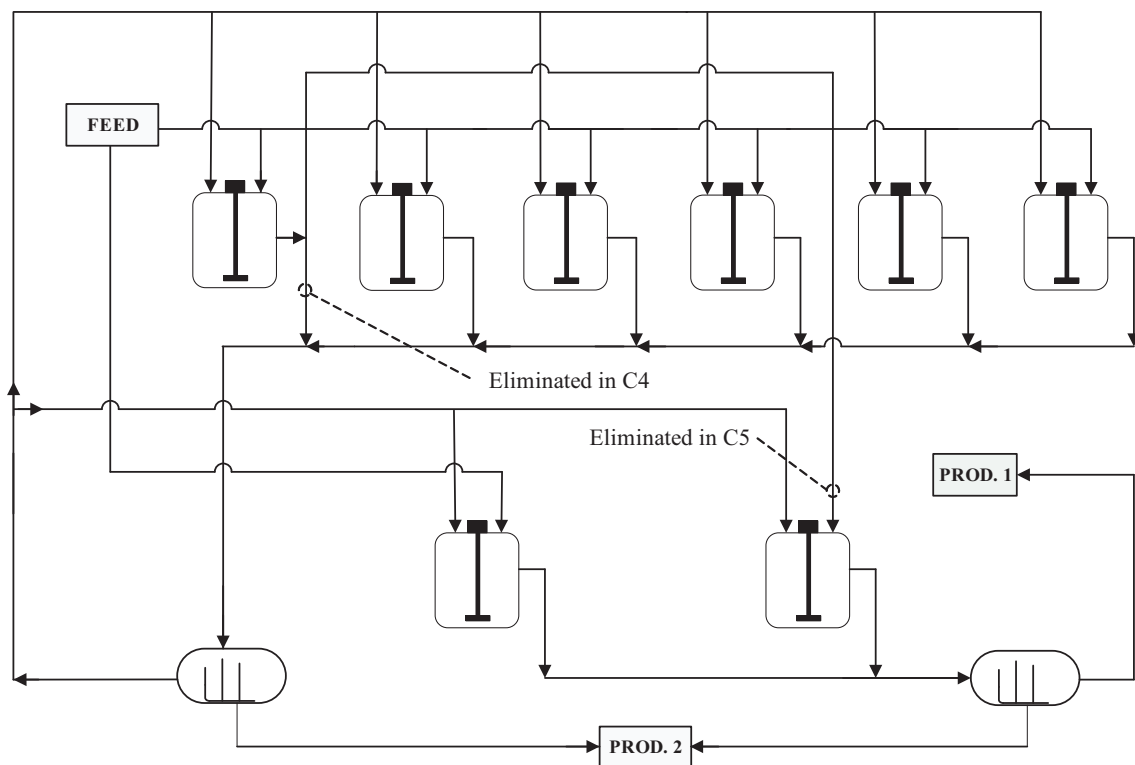 FEED
Eliminated in C4
Eliminated in C5
PROD. 1
PROD. 2